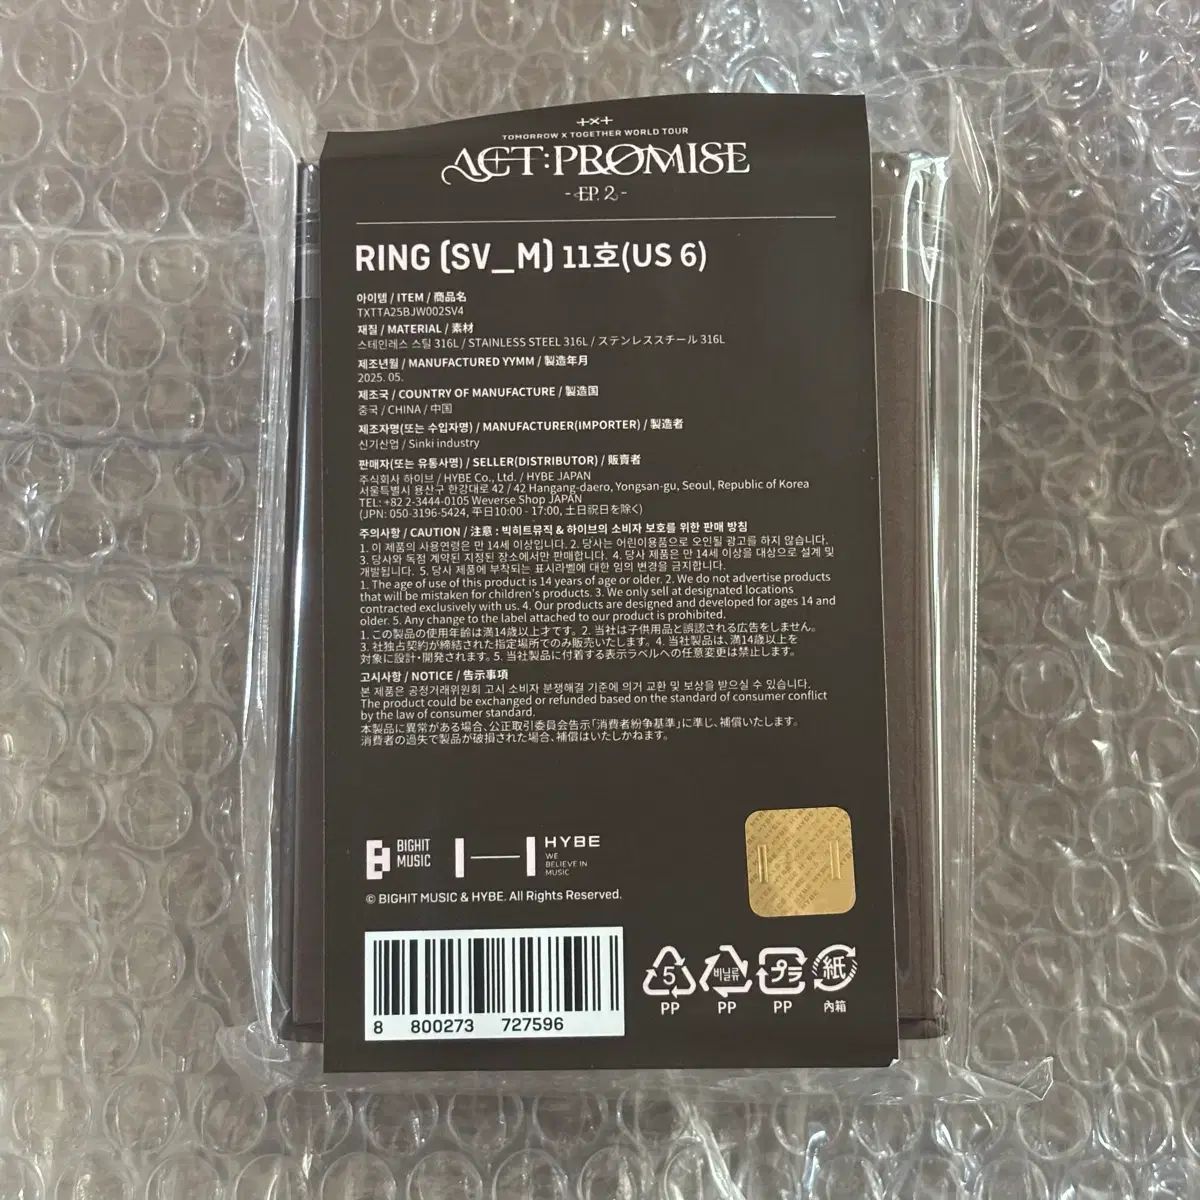 +×+
TOMORROW X TOGETHER WORLD TOUR
ACT : PROMISE
- EP. 2 -
RING (SV_M) 11호(US 6)
아이템 / ITEM / 商品名
TXTTA25BJW002SV4
재질 / MATERIAL / 素材
스테인레스 스틸 316L / STAINLESS STEEL 316L / ステンレススチール 316L
제조년월 / MANUFACTURED YYMM / 製造年月
2025. 05.
제조국 / COUNTRY OF MANUFACTURE / 製造国
중국 / CHINA / 中国
제조자명(또는 수입자명) / MANUFACTURER(IMPORTER) / 製造者
신기산업 / Sinki industry
판매자(또는 유통사명) / SELLER(DISTRIBUTOR) / 販賣者
주식회사 하이브 / HYBE Co., Ltd. / HYBE JAPAN
서울특별시 용산구 한강대로 42 / 42 Hangang-daero, Yongsan-gu, Seoul, Republic of Korea
TEL: +82 2-3444-0105 Weverse Shop JAPAN
(JPN: 050-3196-5424, 平日10:00 - 17:00, 土日祝日を除く)
주의사항 / CAUTION / 注意 : 빅히트뮤직 & 하이브의 소비자 보호를 위한 판매 방침
1. 이 제품의 사용연령은 만 14세 이상입니다. 2. 당사는 어린이용품으로 오인될 광고를 하지 않습니다.
3. 당사와 독점 계약된 지정된 장소에서만 판매합니다. 4. 당사 제품은 만 14세 이상을 대상으로 설계 및
개발됩니다. 5. 당사 제품에 부착되는 표시라벨에 대한 임의 변경을 금지합니다.
1. The age of use of this product is 14 years of age or older. 2. We do not advertise products
that will be mistaken for children's products. 3. We only sell at designated locations
contracted exclusively with us. 4. Our products are designed and developed for ages 14 and
older. 5. Any change to the label attached to our product is prohibited.
1. この製品の使用年齢は満14歳以上才です。2. 当社は子供用品と誤認される広告をしません。
3. 社独占契約が締結された指定場所でのみ販売いたします。4. 当社製品は、満14歳以上を
対象に設計・開発されます。5. 当社製品に付着する表示ラベルへの任意変更は禁止します。
고시사항 / NOTICE / 告示事項
본 제품은 공정거래위원회 고시 소비자 분쟁해결 기준에 의거 교환 및 보상을 받으실 수 있습니다.
The product could be exchanged or refunded based on the standard of consumer conflict
by the law of consumer standard.
本製品に異常がある場合、公正取引委員会告示「消費者紛争基準」に準じ、補償いたします。
消費者の過失で製品が破損された場合、補償はいたしかねます。
BIGHIT
MUSIC
HYBE
WE
BELIEVE IN
MUSIC
© BIGHIT MUSIC & HYBE. All Rights Reserved.
8 800273 727596
5
PP
비닐류
PP
プラ
PP
紙
内箱